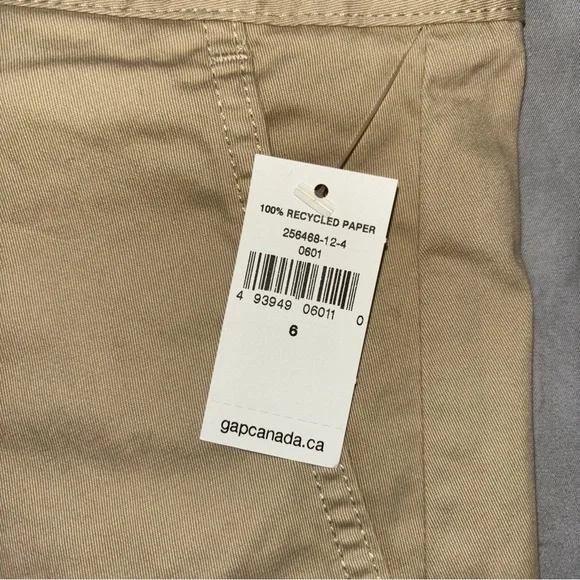 100% RECYCLED PAPER
256468-12-4
0601
4 93949 06011 0
6
gapcanada.ca